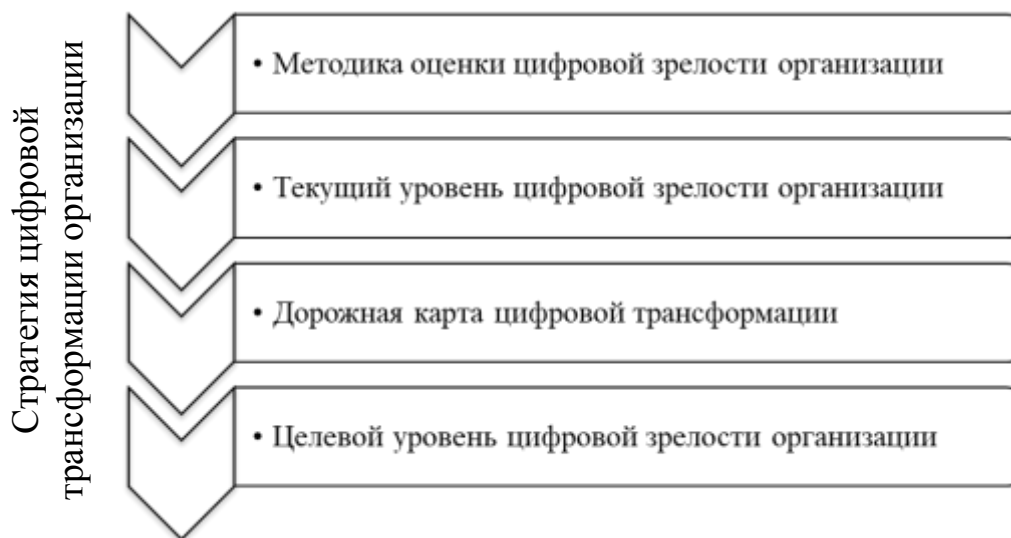 Стратегия цифровой
трансформации организации
• Методика оценки цифровой зрелости организации
• Текущий уровень цифровой зрелости организации
• Дорожная карта цифровой трансформации
• Целевой уровень цифровой зрелости организации